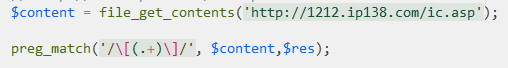 $content = file_get_contents('http://1212.ip138.com/ic.asp');
preg_match('/\[(.+)\]/', $content,$res);